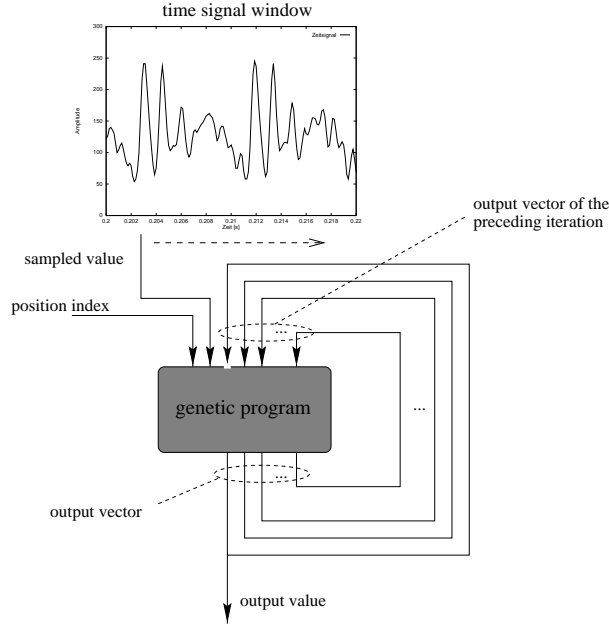 time signal window
Zeitsignal
300
250
200
150
100
50
0
Amplitude
0.2
0.202
0.204
0.206
0.208
0.21
0.212
0.214
0.216
0.218
0.22
Zeit [s]
output vector of the
preceding iteration
sampled value
position index
...
genetic program
...
...
output vector
output value